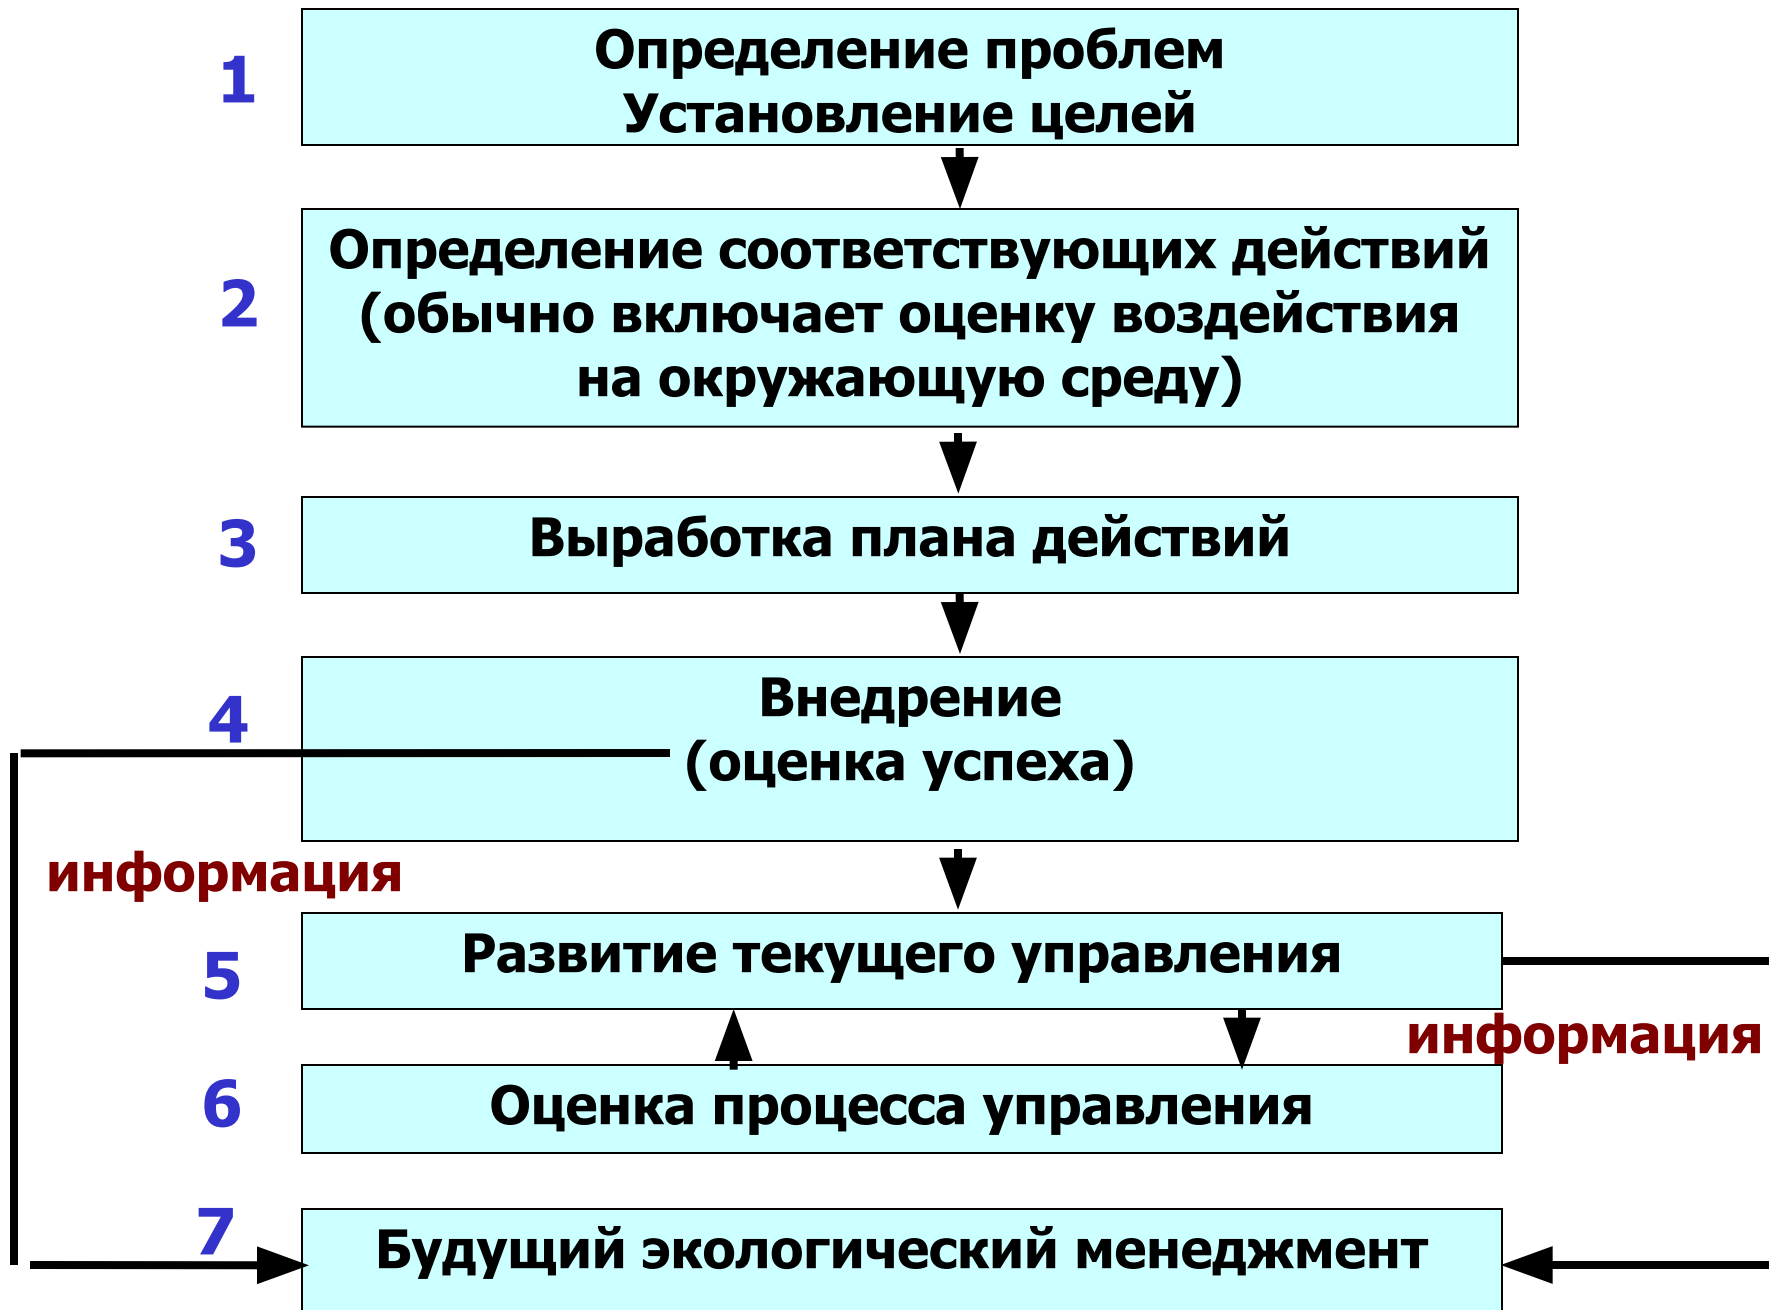 1
Определение проблем
Установление целей
2
Определение соответствующих действий
(обычно включает оценку воздействия
на окружающую среду)
3
Выработка плана действий
4
Внедрение
(оценка успеха)
информация
5
Развитие текущего управления
информация
6
Оценка процесса управления
7
Будущий экологический менеджмент